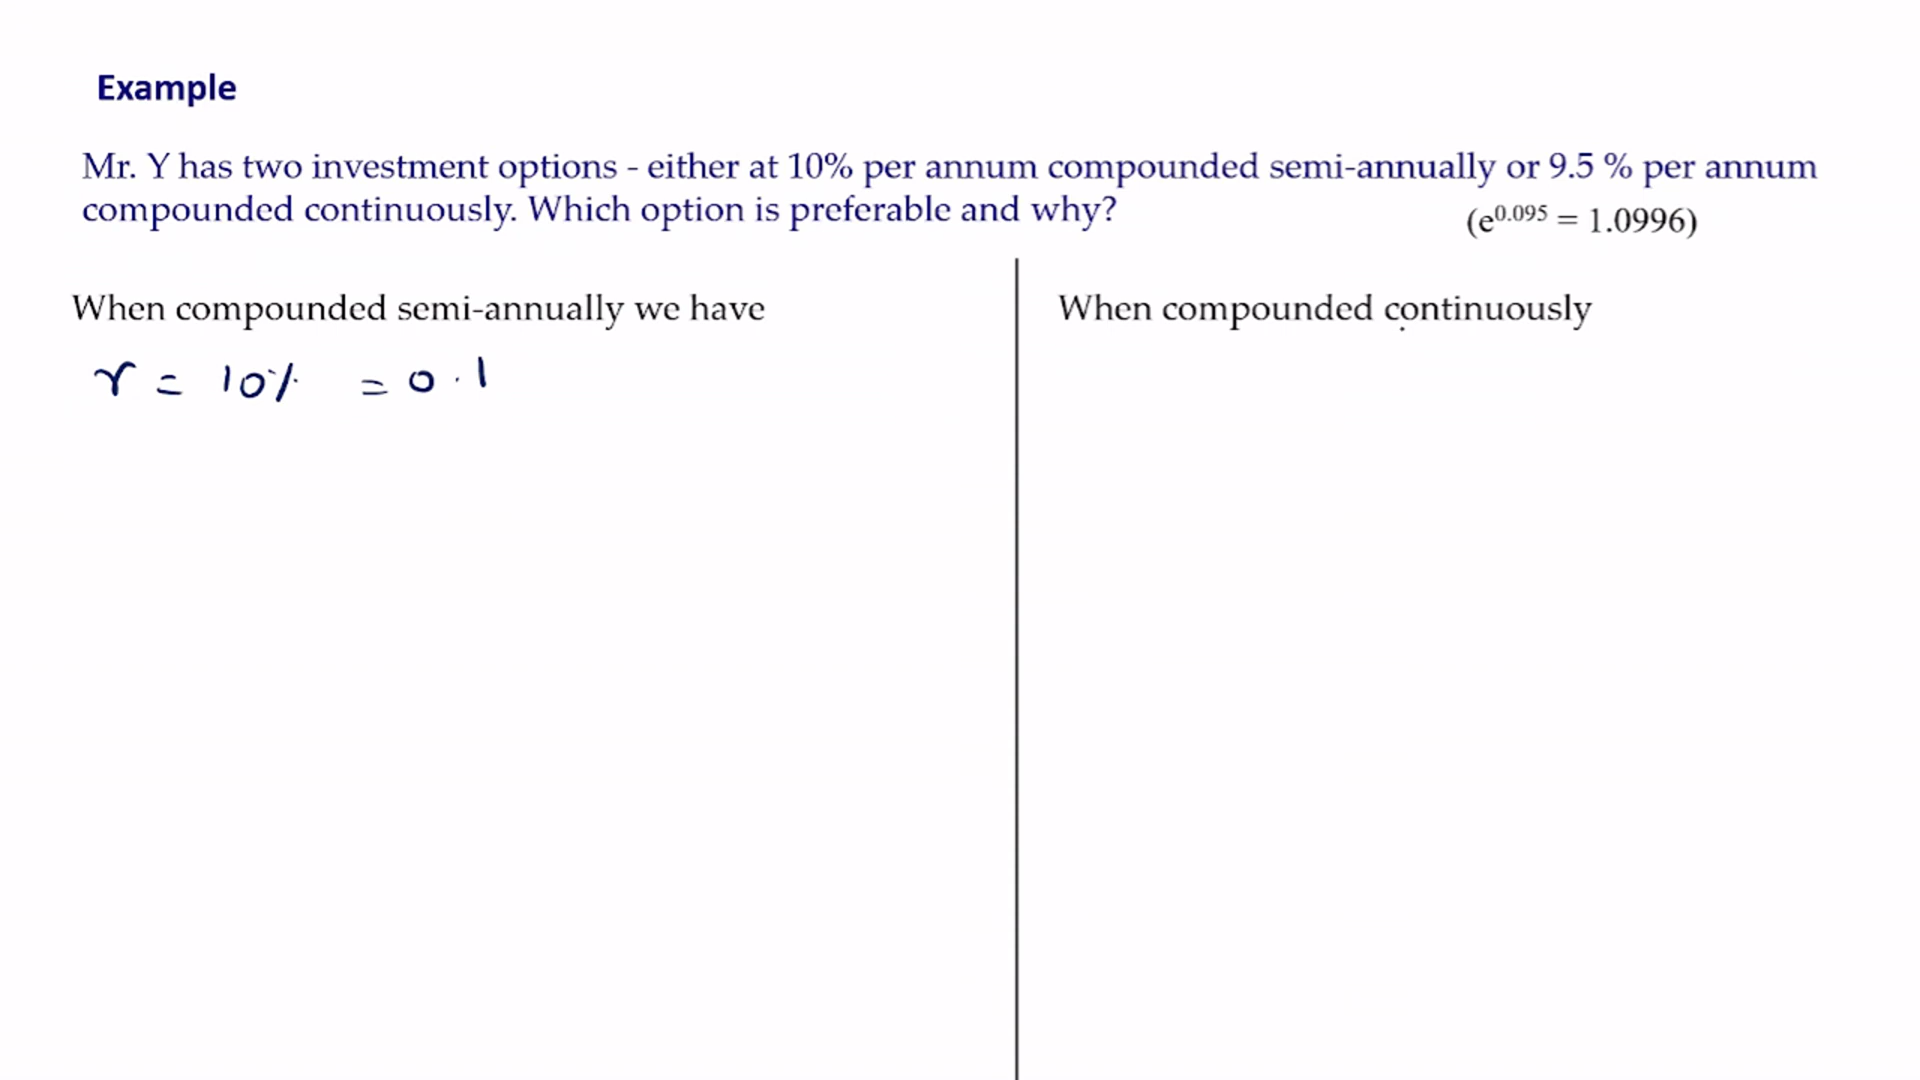 Example
Mr. Y has two investment options - either at 10% per annum compounded semi-annually or 9.5 % per annum
compounded continuously. Which option is preferable and why?
(e^0.095 = 1.0996)
When compounded semi-annually we have
r = 10% = 0.1
When compounded continuously